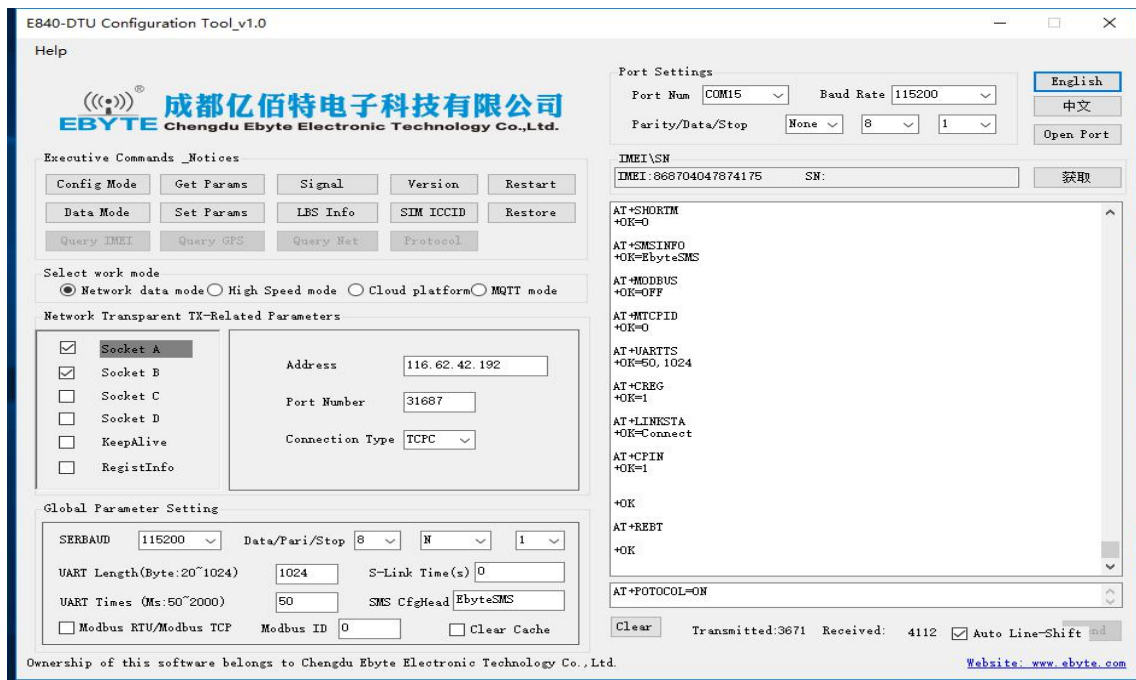 E840-DTU Configuration Tool_v1.0
Help
((·))®
EBYTE
成都亿佰特电子科技有限公司
Chengdu Ebyte Electronic Technology Co.,Ltd.
Port Settings
Port Num COM15 Baud Rate 115200
Parity/Data/Stop None 8 1
English
中文
Open Port
Executive Commands _Notices
Config Mode Get Params Signal Version Restart
Data Mode Set Params LBS Info SIM ICCID Restore
Query IMEI Query GPS Query Net Protocol
Select work mode
Network data mode High Speed mode Cloud platform MQTT mode
Network Transparent TX-Related Parameters
Socket A
Socket B
Socket C
Socket D
KeepAlive
RegistInfo
Address 116.62.42.192
Port Number 31687
Connection Type TCPC
Global Parameter Setting
SERBAUD 115200 Data/Pari/Stop 8 N 1
UART Length(Byte:20~1024) 1024 S-Link Time(s) 0
UART Times (Ms:50~2000) 50 SMS CfgHead EbyteSMS
Modbus RTU/Modbus TCP Modbus ID 0 Clear Cache
IMEI\SN
IMEI:868704047874175 SN:
获取
AT+SHORTM
+OK=0
AT+SMSINFO
+OK=EbyteSMS
AT+MODBUS
+OK=OFF
AT+MTCPID
+OK=0
AT+UARTTS
+OK=50,1024
AT+CREG
+OK=1
AT+LINKSTA
+OK=Connect
AT+CPIN
+OK=1
+OK
AT+REBT
+OK
AT+POTOCOL=ON
Clear Transmitted:3671 Received: 4112 Auto Line-Shift nd
Ownership of this software belongs to Chengdu Ebyte Electronic Technology Co.,Ltd.
Website: www.ebyte.com